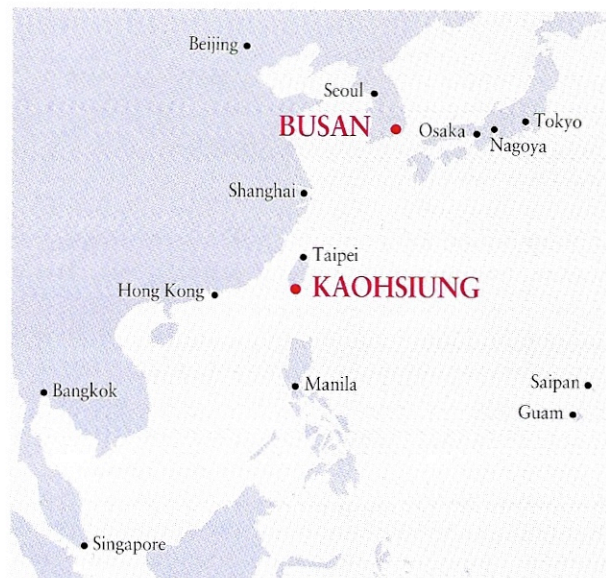 Beijing
Seoul
BUSAN
Osaka
Tokyo
Nagoya
Shanghai
Taipei
Hong Kong
KAOHSIUNG
Bangkok
Manila
Saipan
Guam
Singapore